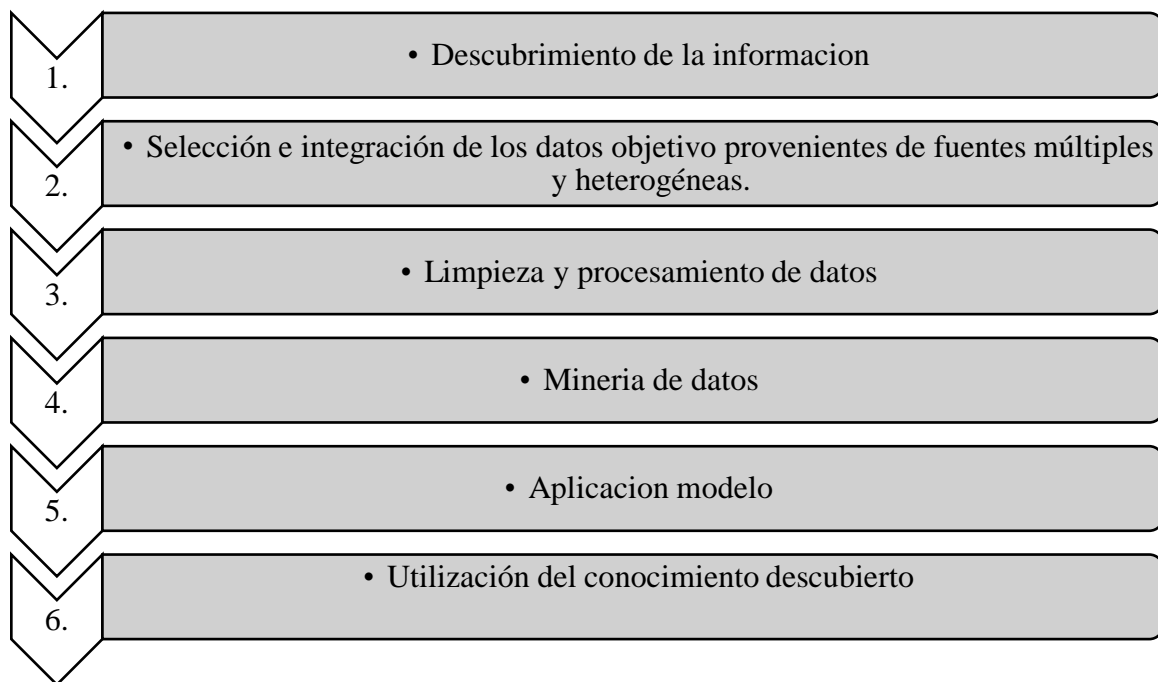 1.
• Descubrimiento de la informacion
2.
• Selección e integración de los datos objetivo provenientes de fuentes múltiples
y heterogéneas.
3.
• Limpieza y procesamiento de datos
4.
• Mineria de datos
5.
• Aplicacion modelo
6.
• Utilización del conocimiento descubierto